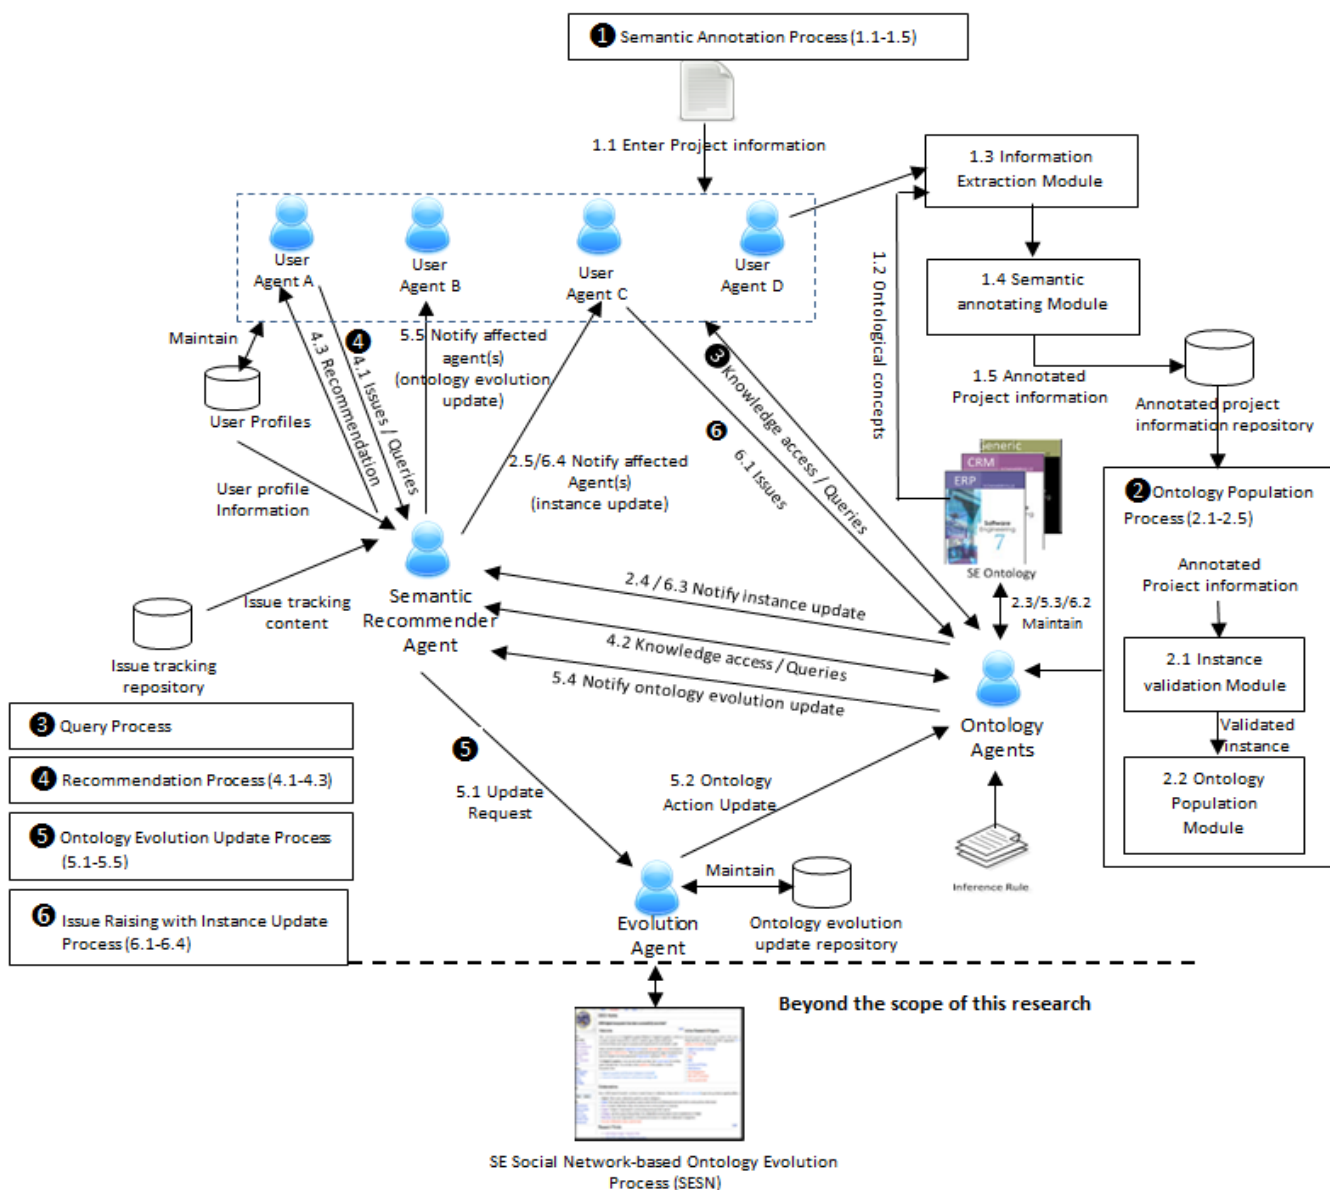 1 Semantic Annotation Process (1.1-1.5)
1.1 Enter Project information
1.3 Information
Extraction Module
User
Agent A
User
Agent B
User
Agent C
User
Agent D
1.2 Ontological concepts
1.4 Semantic
annotating Module
1.5 Annotated
Project information
Annotated project
information repository
Maintain
User Profiles
User profile
Information
4.3 Recommendation
4
4.1 Issues / Queries
5.5 Notify affected
agent(s)
(ontology evolution
update)
2.5/6.4 Notify affected
Agent(s)
(instance update)
3 Knowledge access / Queries
6
6.1 Issues
Generic
CRM
ERP
Software
Engineering
7
SE Ontology
2.3/5.3/6.2
Maintain
2 Ontology Population
Process (2.1-2.5)
Annotated
Project information
2.1 Instance
validation Module
Validated
instance
2.2 Ontology
Population
Module
Issue tracking
content
Issue tracking
repository
Semantic
Recommender
Agent
2.4 / 6.3 Notify instance update
4.2 Knowledge access / Queries
5.4 Notify ontology evolution update
Ontology
Agents
Inference Rule
5
5.1 Update
Request
5.2 Ontology
Action Update
Evolution
Agent
Maintain
Ontology evolution
update repository
3 Query Process
4 Recommendation Process (4.1-4.3)
5 Ontology Evolution Update Process
(5.1-5.5)
6 Issue Raising with Instance Update
Process (6.1-6.4)
Beyond the scope of this research
SE Social Network-based Ontology Evolution
Process (SESN)